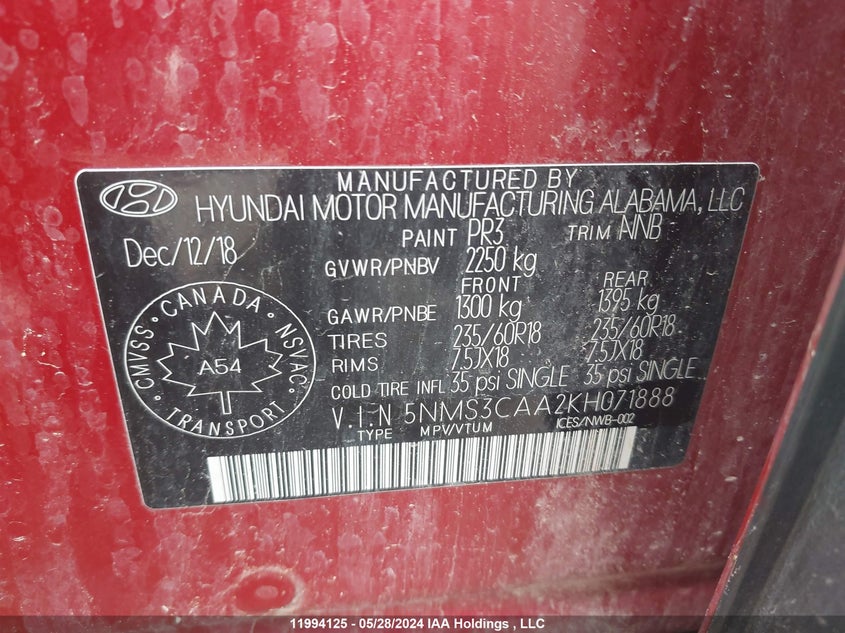 MANUFACTURED BY
HYUNDAI MOTOR MANUFACTURING ALABAMA, LLC
Dec/12/18
PAINT PR3 TRIM NNB
GVWR/PNBV 2250 kg
FRONT REAR
GAWR/PNBE 1300 kg 1395 kg
TIRES 235/60R18 235/60R18
RIMS 7.5JX18 7.5JX18
COLD TIRE INFL 35 psi SINGLE 35 psi SINGLE
V.I.N 5NMS3CAA2KH071888
TYPE MPV/VTUM ICES/NWB-002
CANADA
CMVSS NSVAC
A54
TRANSPORT
11994125 - 05/28/2024 IAA Holdings , LLC